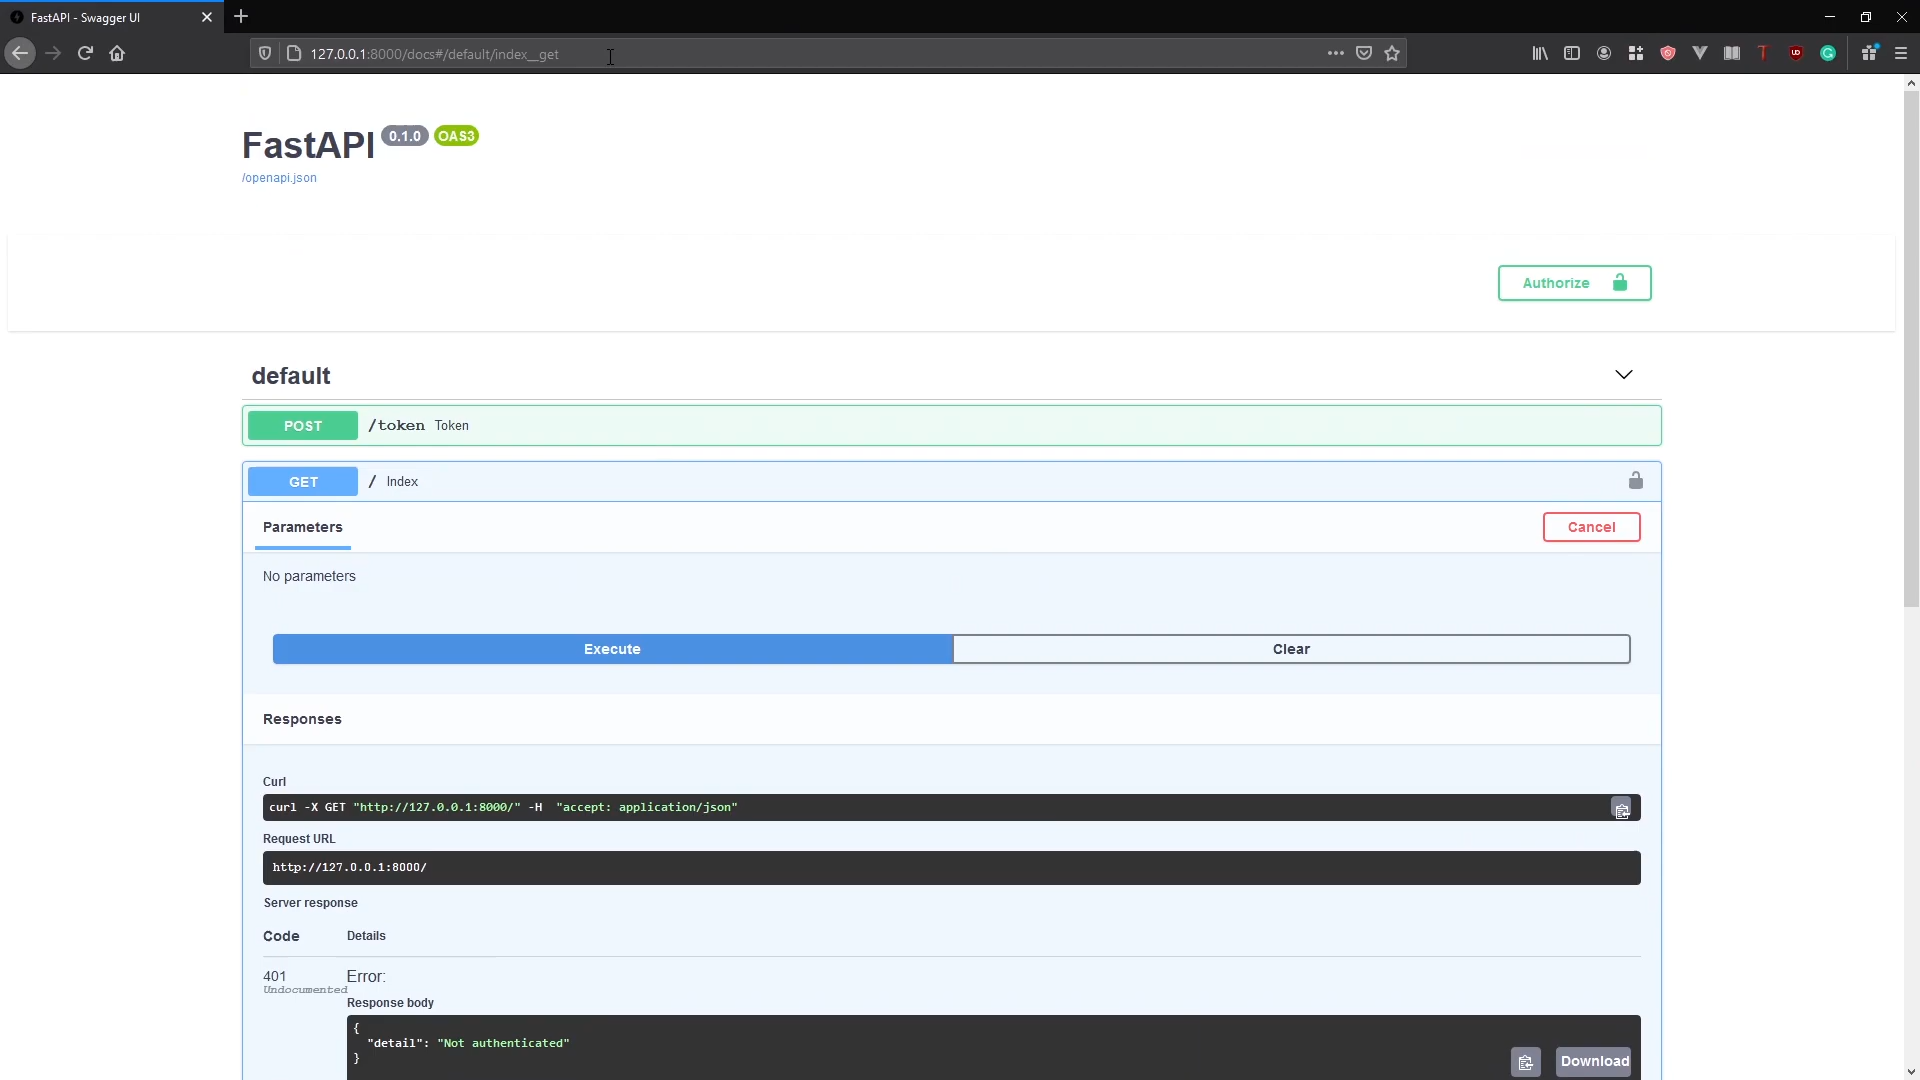 FastAPI - Swagger UI
127.0.0.1:8000/docs#/default/index__get
FastAPI 0.1.0 OAS3
/openapi.json
Authorize
default
POST /token Token
GET / Index
Parameters Cancel
No parameters
Execute Clear
Responses
Curl
curl -X GET "http://127.0.0.1:8000/" -H  "accept: application/json"
Request URL
http://127.0.0.1:8000/
Server response
Code Details
401 Error:
Undocumented
Response body
{
"detail": "Not authenticated"
}
Download